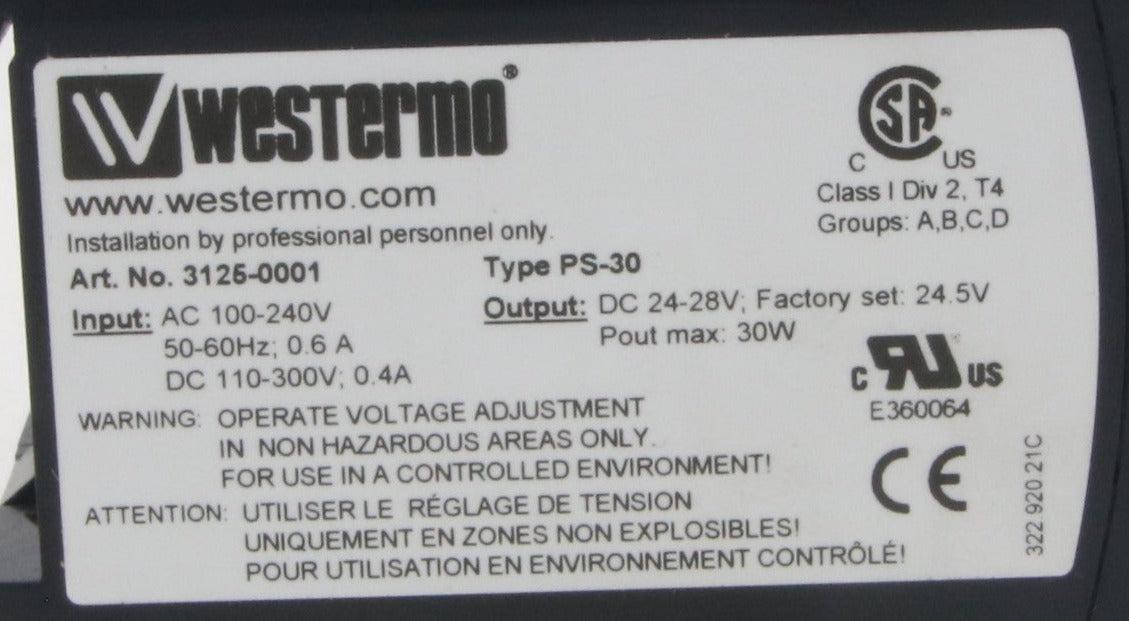 Westermo®
www.westermo.com
Installation by professional personnel only.
Art. No. 3125-0001
Type PS-30
Input: AC 100-240V
50-60Hz; 0.6 A
DC 110-300V; 0.4A
Output: DC 24-28V; Factory set: 24.5V
Pout max: 30W
WARNING: OPERATE VOLTAGE ADJUSTMENT
IN NON HAZARDOUS AREAS ONLY.
FOR USE IN A CONTROLLED ENVIRONMENT!
ATTENTION: UTILISER LE RÉGLAGE DE TENSION
UNIQUEMENT EN ZONES NON EXPLOSIBLES!
POUR UTILISATION EN ENVIRONNEMENT CONTRÔLÉ!
CSA®
C US
Class I Div 2, T4
Groups: A,B,C,D
c RU US
E360064
CE
322 920 21C